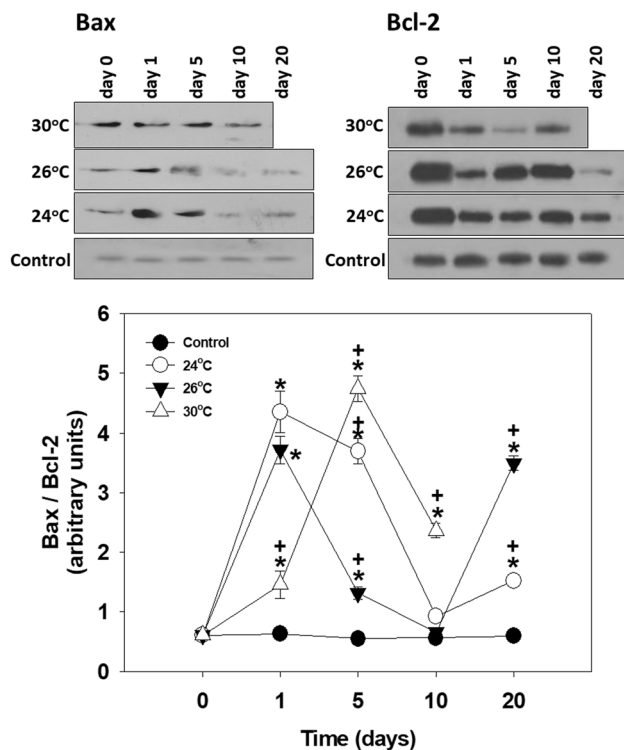 Bax
Bcl-2
day 0 day 1 day 5 day 10 day 20
day 0 day 1 day 5 day 10 day 20
30°C
30°C
26°C
26°C
24°C
24°C
Control
Control
6
5
4
3
2
1
0
Bax / Bcl-2
(arbitrary units)
Control
24°C
26°C
30°C
*
*
+
*
+
*
+
*
+
*
+
*
+
*
+
*
0 1 5 10 20
Time (days)